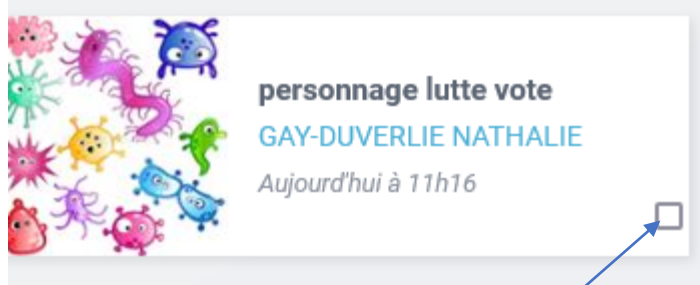 personnage lutte vote
GAY-DUVERLIE NATHALIE
Aujourd'hui à 11h16